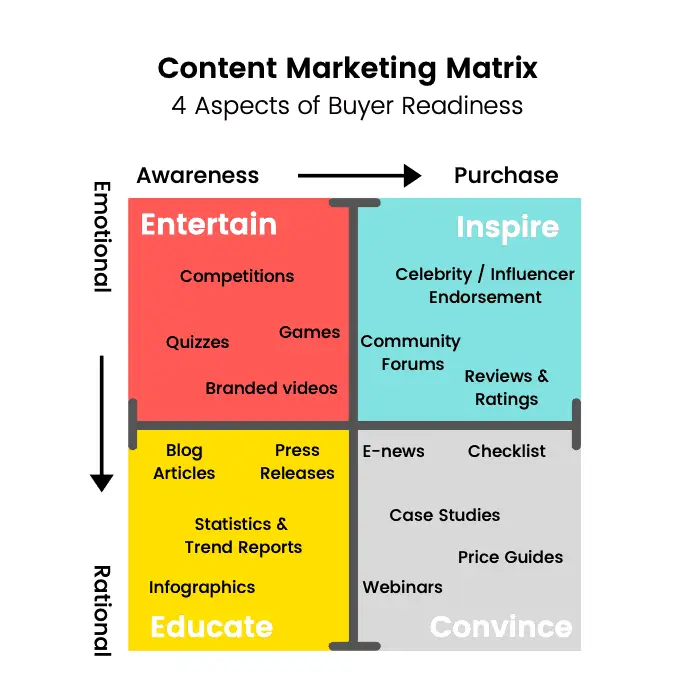 Content Marketing Matrix
4 Aspects of Buyer Readiness
Awareness
Purchase
Emotional
Rational
Entertain
Competitions
Quizzes
Games
Branded videos
Inspire
Celebrity / Influencer
Endorsement
Community
Forums
Reviews &
Ratings
Blog
Articles
Press
Releases
Statistics &
Trend Reports
Infographics
Educate
E-news
Checklist
Case Studies
Price Guides
Webinars
Convince